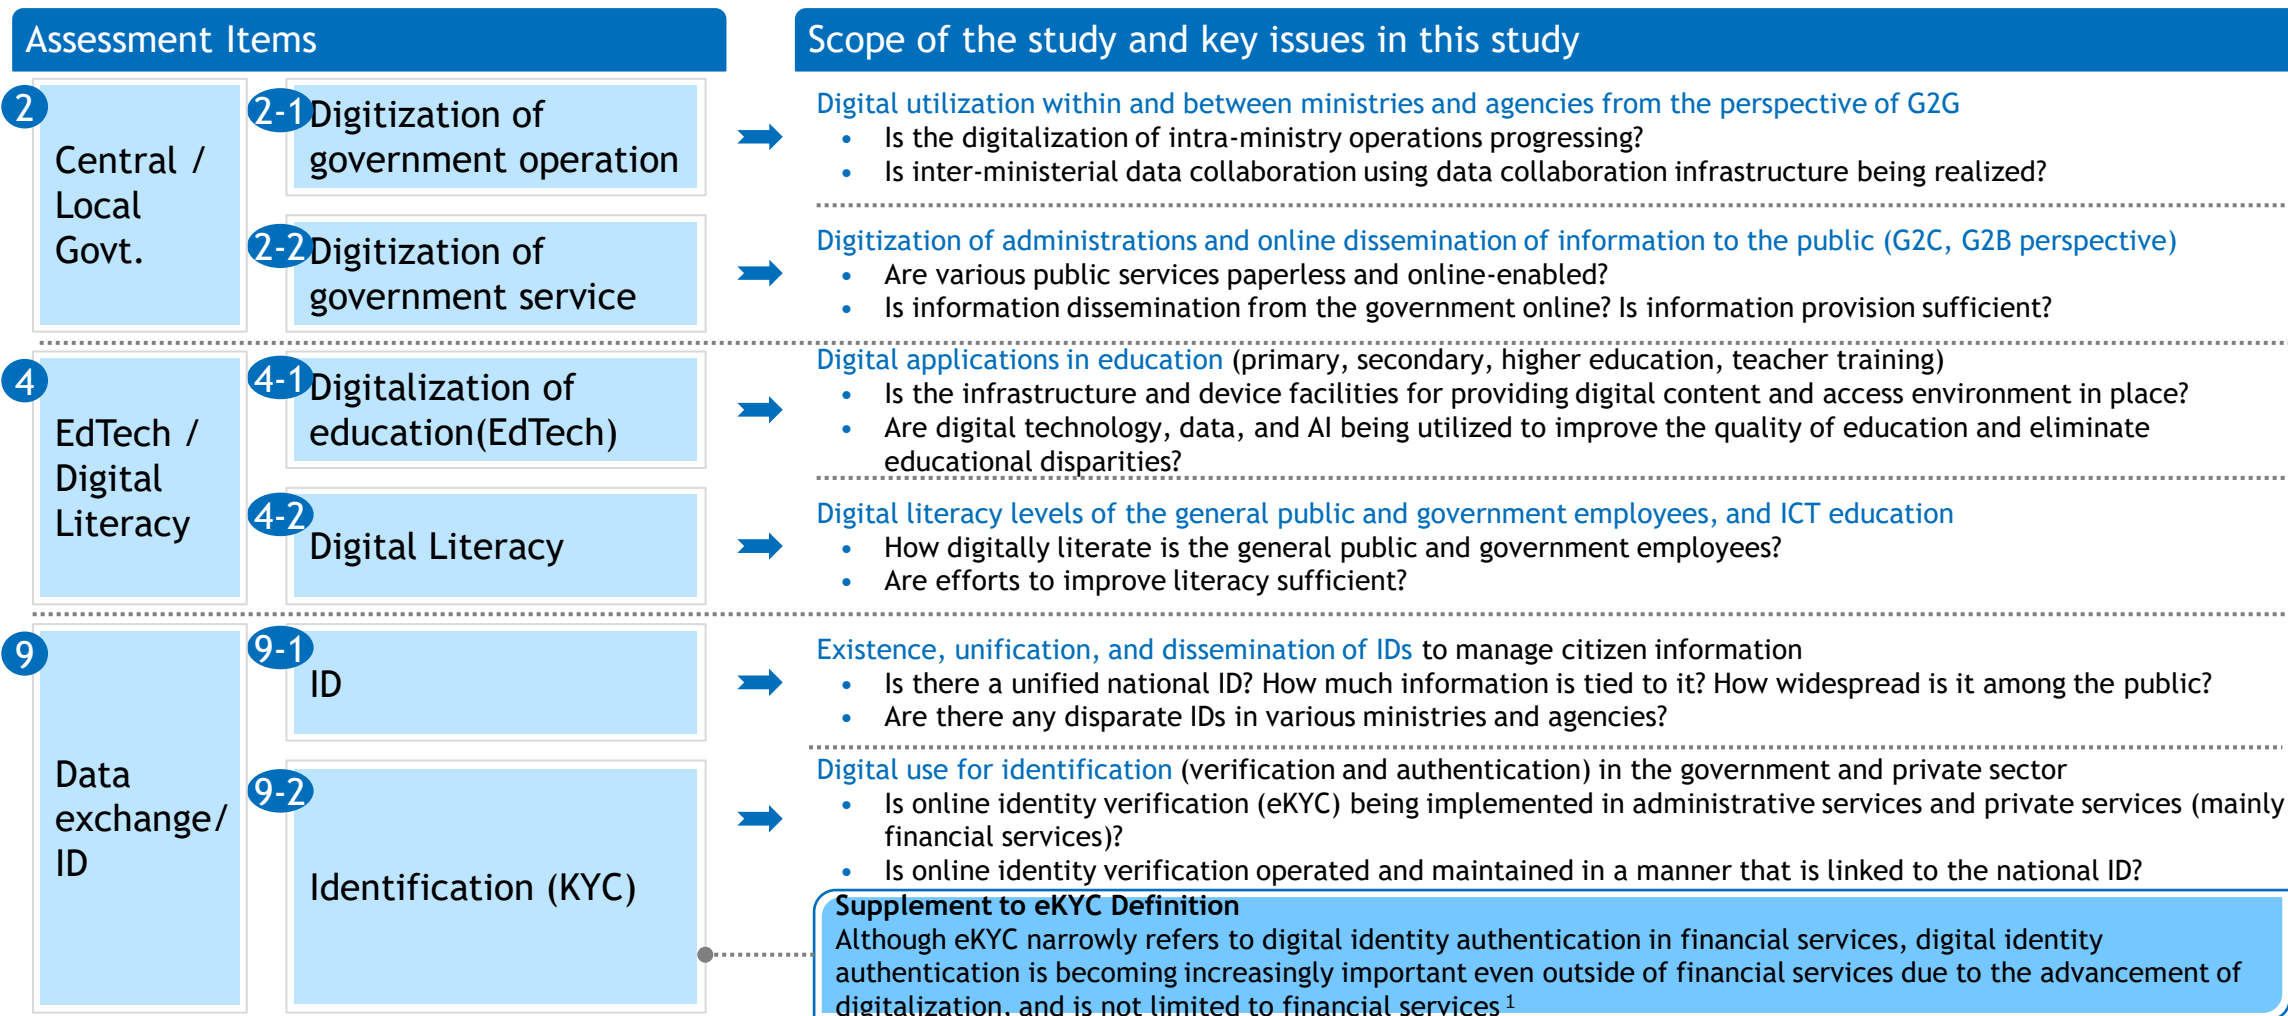 Assessment Items
Scope of the study and key issues in this study
2
Central /
Local
Govt.
2-1
Digitization of
government operation
Digital utilization within and between ministries and agencies from the perspective of G2G
• Is the digitalization of intra-ministry operations progressing?
• Is inter-ministerial data collaboration using data collaboration infrastructure being realized?
2-2
Digitization of
government service
Digitization of administrations and online dissemination of information to the public (G2C, G2B perspective)
• Are various public services paperless and online-enabled?
• Is information dissemination from the government online? Is information provision sufficient?
4
EdTech /
Digital
Literacy
4-1
Digitalization of
education(EdTech)
Digital applications in education (primary, secondary, higher education, teacher training)
• Is the infrastructure and device facilities for providing digital content and access environment in place?
• Are digital technology, data, and AI being utilized to improve the quality of education and eliminate
educational disparities?
4-2
Digital Literacy
Digital literacy levels of the general public and government employees, and ICT education
• How digitally literate is the general public and government employees?
• Are efforts to improve literacy sufficient?
9
Data
exchange/
ID
9-1
ID
Existence, unification, and dissemination of IDs to manage citizen information
• Is there a unified national ID? How much information is tied to it? How widespread is it among the public?
• Are there any disparate IDs in various ministries and agencies?
9-2
Identification (KYC)
Digital use for identification (verification and authentication) in the government and private sector
• Is online identity verification (eKYC) being implemented in administrative services and private services (mainly
financial services)?
• Is online identity verification operated and maintained in a manner that is linked to the national ID?
Supplement to eKYC Definition
Although eKYC narrowly refers to digital identity authentication in financial services, digital identity
authentication is becoming increasingly important even outside of financial services due to the advancement of
digitalization, and is not limited to financial services 1